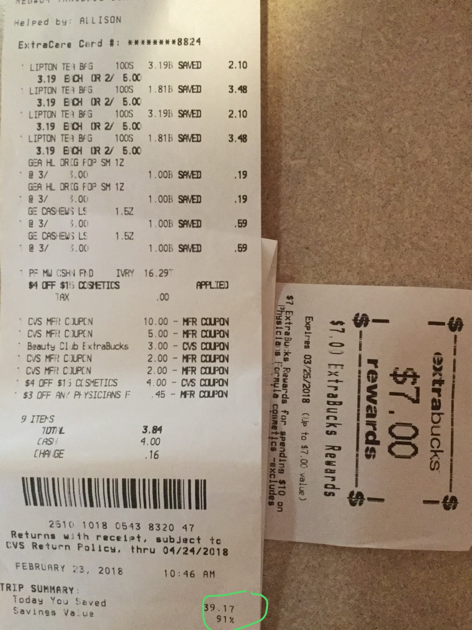 Helped by: ALLISON
ExtraCare Card #: ********8824
LIPTON TEA BAG 100S 3.19B SAVED 2.10
3.19 EACH OR 2/ 5.00
LIPTON TEA BAG 100S 1.81B SAVED 3.48
3.19 EACH OR 2/ 5.00
LIPTON TEA BAG 100S 3.19B SAVED 2.10
3.19 EACH OR 2/ 5.00
LIPTON TEA BAG 100S 1.81B SAVED 3.48
3.19 EACH OR 2/ 5.00
GEA HL ORIG POP SM 1Z
@ 3/ 3.00 1.00B SAVED .19
GEA HL ORIG POP SM 1Z
@ 3/ 3.00 1.00B SAVED .19
GE CASHEWS LS 1.5Z
@ 3/ 3.00 1.00B SAVED .59
GE CASHEWS LS 1.5Z
@ 3/ 3.00 1.00B SAVED .59
PF MW CSHN FND IVRY 16.29T
$4 OFF $15 COSMETICS APPLIED
TAX .00
CVS MFR COUPON 10.00 - MFR COUPON
CVS MFR COUPON 5.00 - MFR COUPON
Beauty Club ExtraBucks 3.00 - CVS COUPON
CVS MFR COUPON 2.00 - MFR COUPON
CVS MFR COUPON 2.00 - MFR COUPON
$4 OFF $15 COSMETICS 4.00 - CVS COUPON
$3 OFF ANY PHYSICIANS F .45 - MFR COUPON
9 ITEMS
TOTAL 3.84
CASH 4.00
CHANGE .16
2510 1018 0543 8320 47
Returns with receipt, subject to
CVS Return Policy, thru 04/24/2018
FEBRUARY 23, 2018 10:46 AM
TRIP SUMMARY:
Today You Saved 39.17
Savings Value 91%
extrabucks
$7.00
rewards
$7.00 ExtraBucks Rewards
Expires 03/25/2018 (Up to $7.00 value)
$7 ExtraBucks Rewards for spending $10 on
Physicians Formula cosmetics -excludes